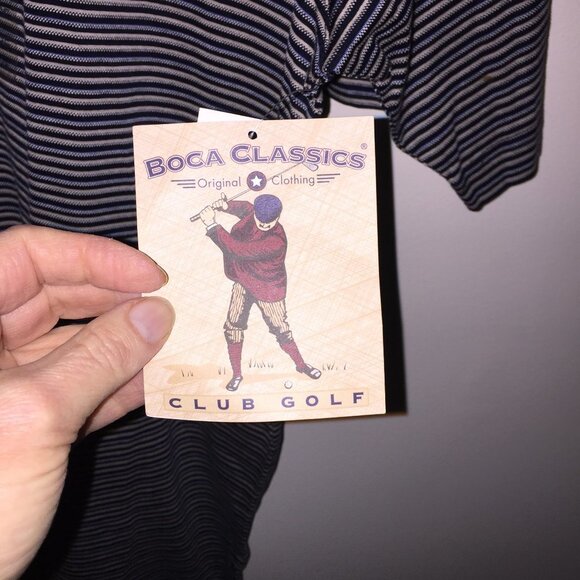 BOCA CLASSICS®
Original Clothing
CLUB GOLF